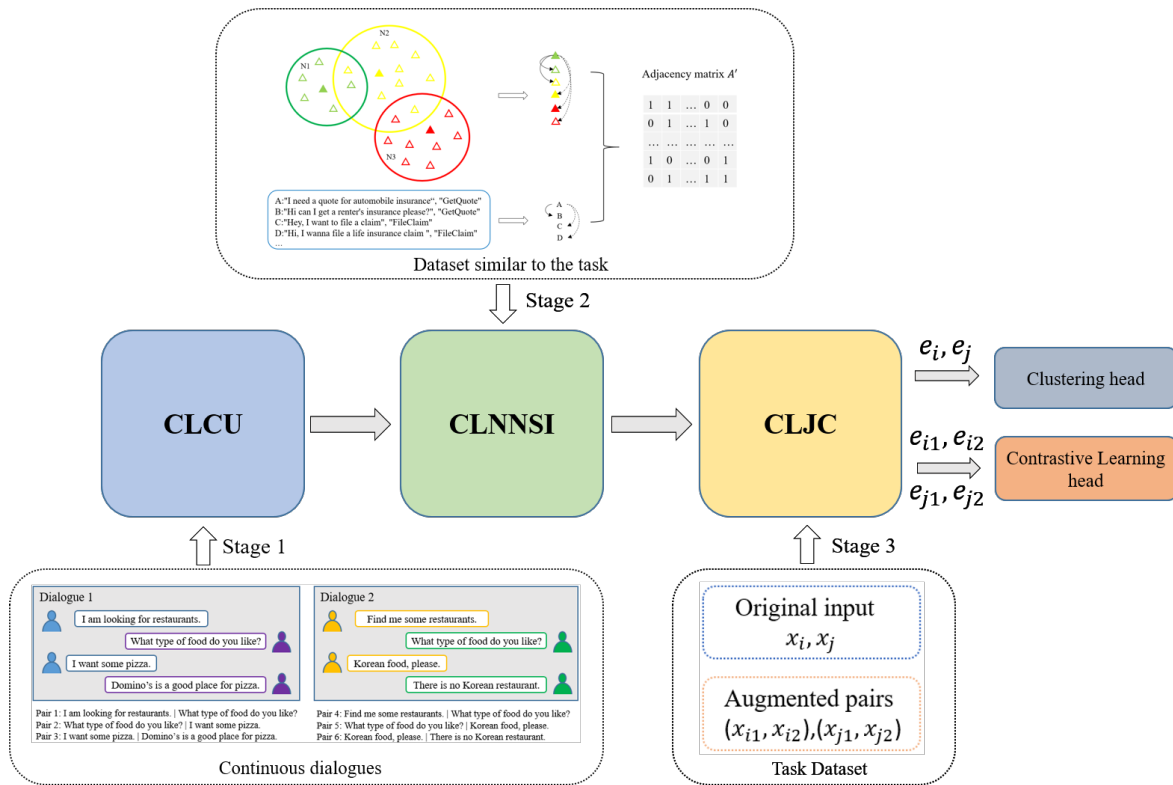 N1
N2
N3
Adjacency matrix A′
1 1 … 0 0
0 1 … 1 0
… … … … …
1 0 … 0 1
0 1 … 1 1
A:"I need a quote for automobile insurance“, "GetQuote"
B:"Hi can I get a renter's insurance please?", "GetQuote"
C:"Hey, I want to file a claim", "FileClaim"
D:"Hi, I wanna file a life insurance claim ", "FileClaim"
...
A
B
C
D
Dataset similar to the task
Stage 2
CLCU
CLNNSI
CLJC
e_i, e_j
Clustering head
e_i1, e_i2
e_j1, e_j2
Contrastive Learning
head
Stage 1
Stage 3
Dialogue 1
I am looking for restaurants.
What type of food do you like?
I want some pizza.
Domino’s is a good place for pizza.
Pair 1: I am looking for restaurants. | What type of food do you like?
Pair 2: What type of food do you like? | I want some pizza.
Pair 3: I want some pizza. | Domino’s is a good place for pizza.
Dialogue 2
Find me some restaurants.
What type of food do you like?
Korean food, please.
There is no Korean restaurant.
Pair 4: Find me some restaurants. | What type of food do you like?
Pair 5: What type of food do you like? | Korean food, please.
Pair 6: Korean food, please. | There is no Korean restaurant.
Continuous dialogues
Original input
x_i, x_j
Augmented pairs
(x_i1, x_i2),(x_j1, x_j2)
Task Dataset